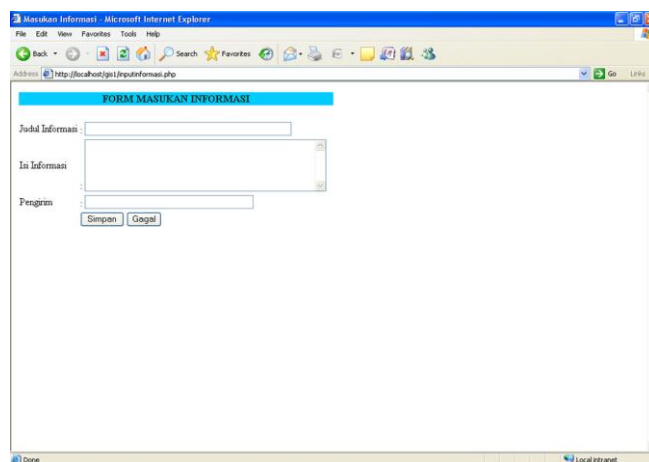 Masukan Informasi - Microsoft Internet Explorer
File Edit View Favorites Tools Help
Back Search Favorites
Address http://localhost/gis1/inputinformasi.php Go Links
FORM MASUKAN INFORMASI
Judul Informasi :
Isi Informasi
:
Pengirim :
Simpan Gagal
Done Local intranet